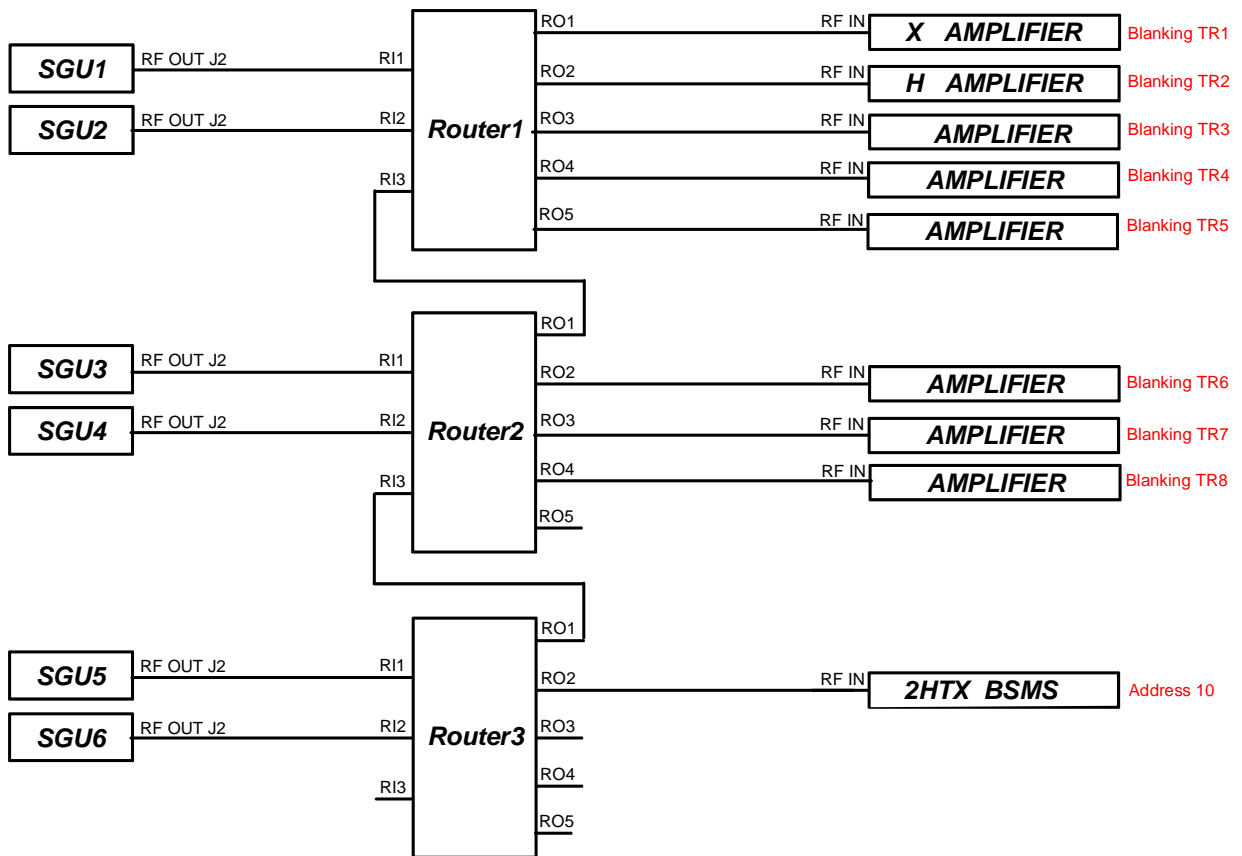 RO1 RF IN X AMPLIFIER Blanking TR1
SGU1 RF OUT J2 RI1
RO2 RF IN H AMPLIFIER Blanking TR2
SGU2 RF OUT J2 RI2 Router1
RO3 RF IN AMPLIFIER Blanking TR3
RI3 RO4 RF IN AMPLIFIER Blanking TR4
RO5 RF IN AMPLIFIER Blanking TR5
RO1
SGU3 RF OUT J2 RI1
RO2 RF IN AMPLIFIER Blanking TR6
SGU4 RF OUT J2 RI2 Router2
RO3 RF IN AMPLIFIER Blanking TR7
RI3 RO4 RF IN AMPLIFIER Blanking TR8
RO5
RO1
SGU5 RF OUT J2 RI1
RO2 RF IN 2HTX BSMS Address 10
SGU6 RF OUT J2 RI2 Router3 RO3
RI3 RO4
RO5